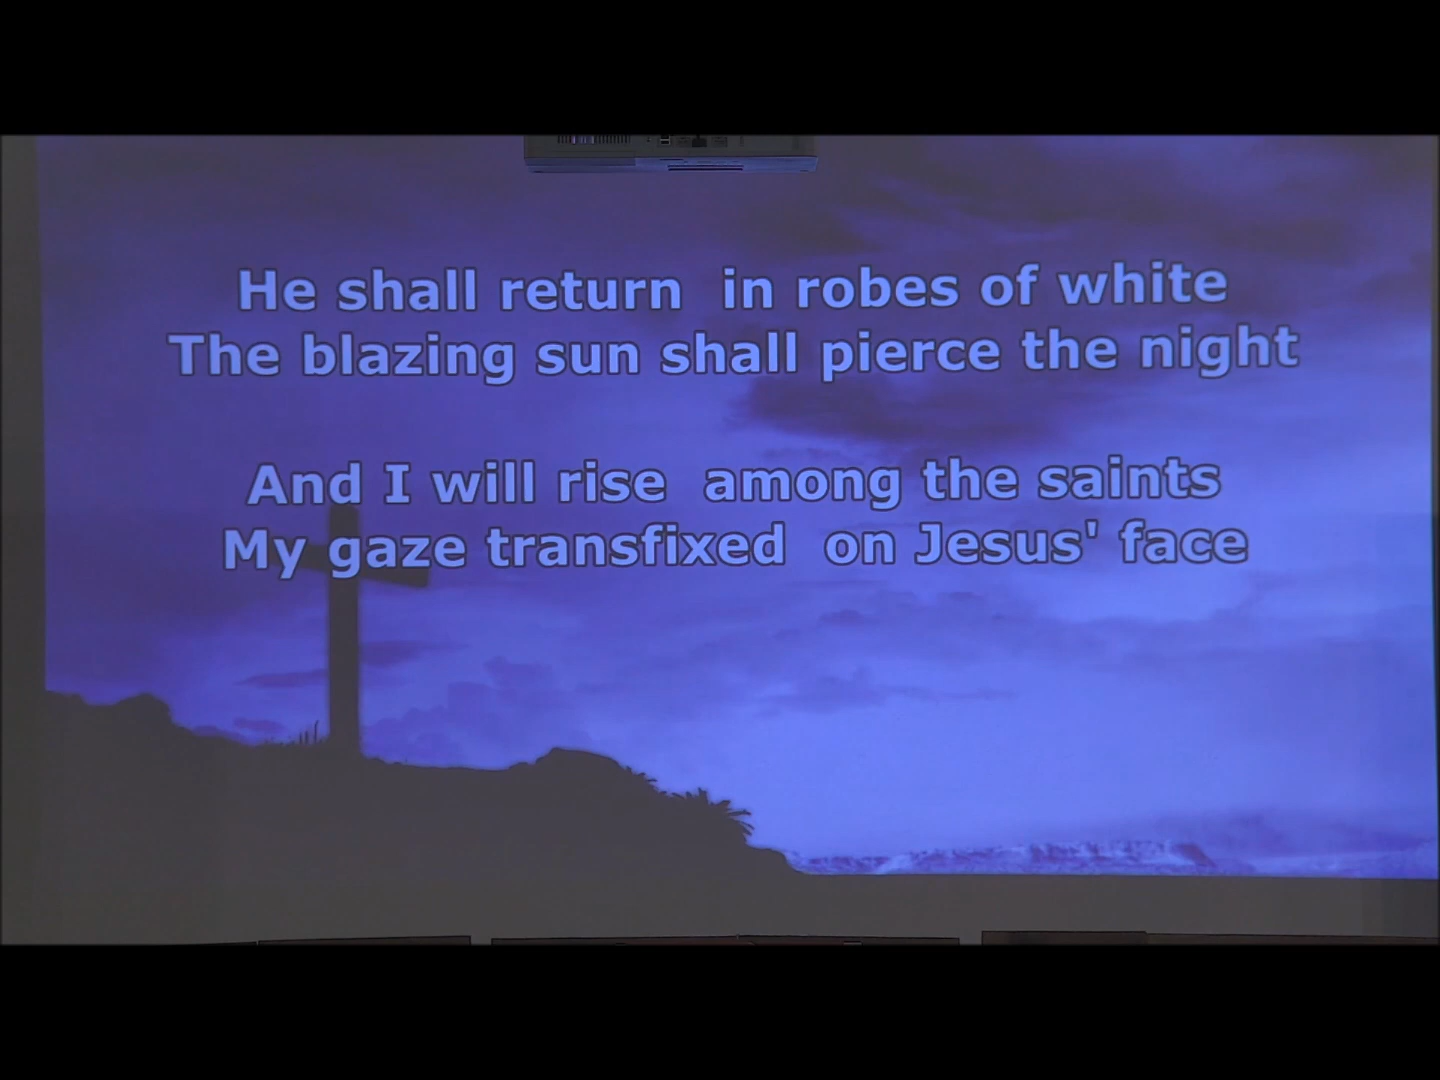 He shall return in robes of white
The blazing sun shall pierce the night
And I will rise among the saints
My gaze transfixed on Jesus' face